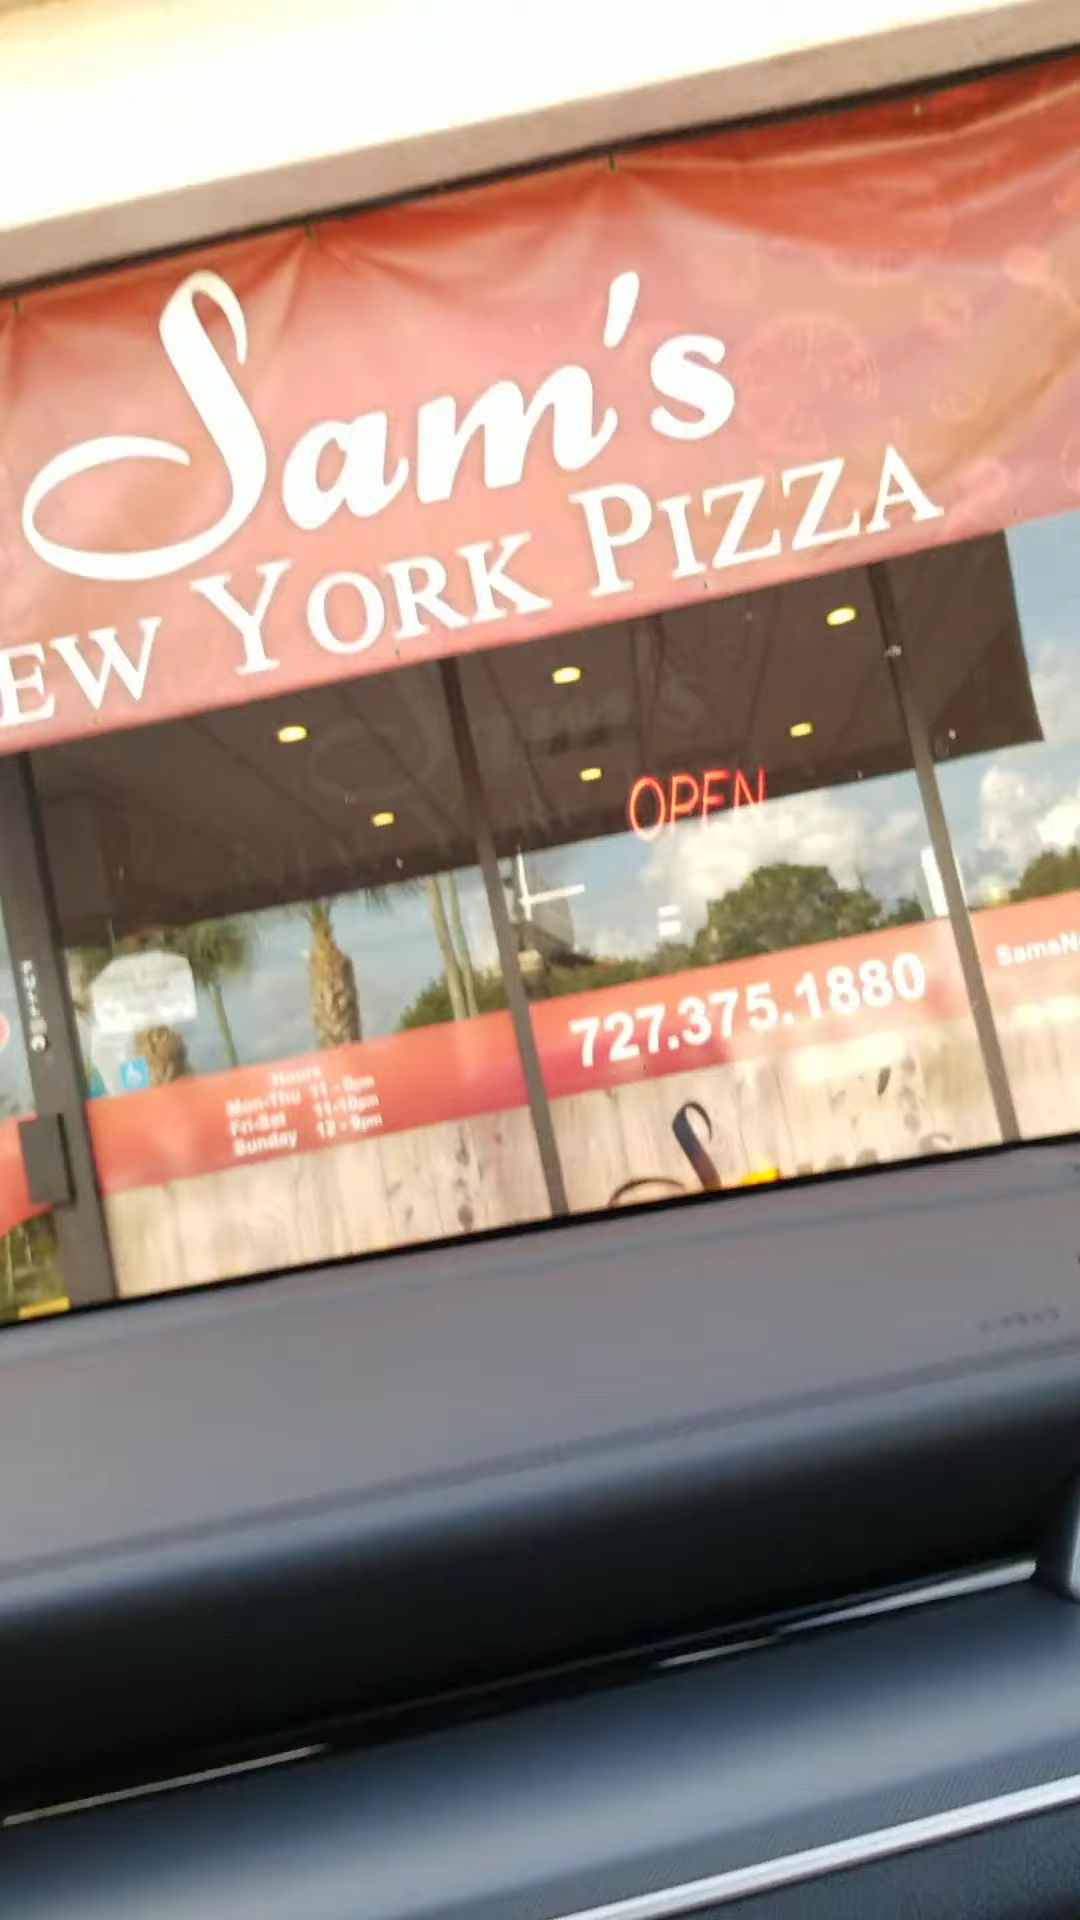 Sam's
EW YORK PIZZA
OPEN
727.375.1880
SamsN
Hours
Mon-Thu 11 - 9pm
Fri-Sat 11-10pm
Sunday 12 - 9pm